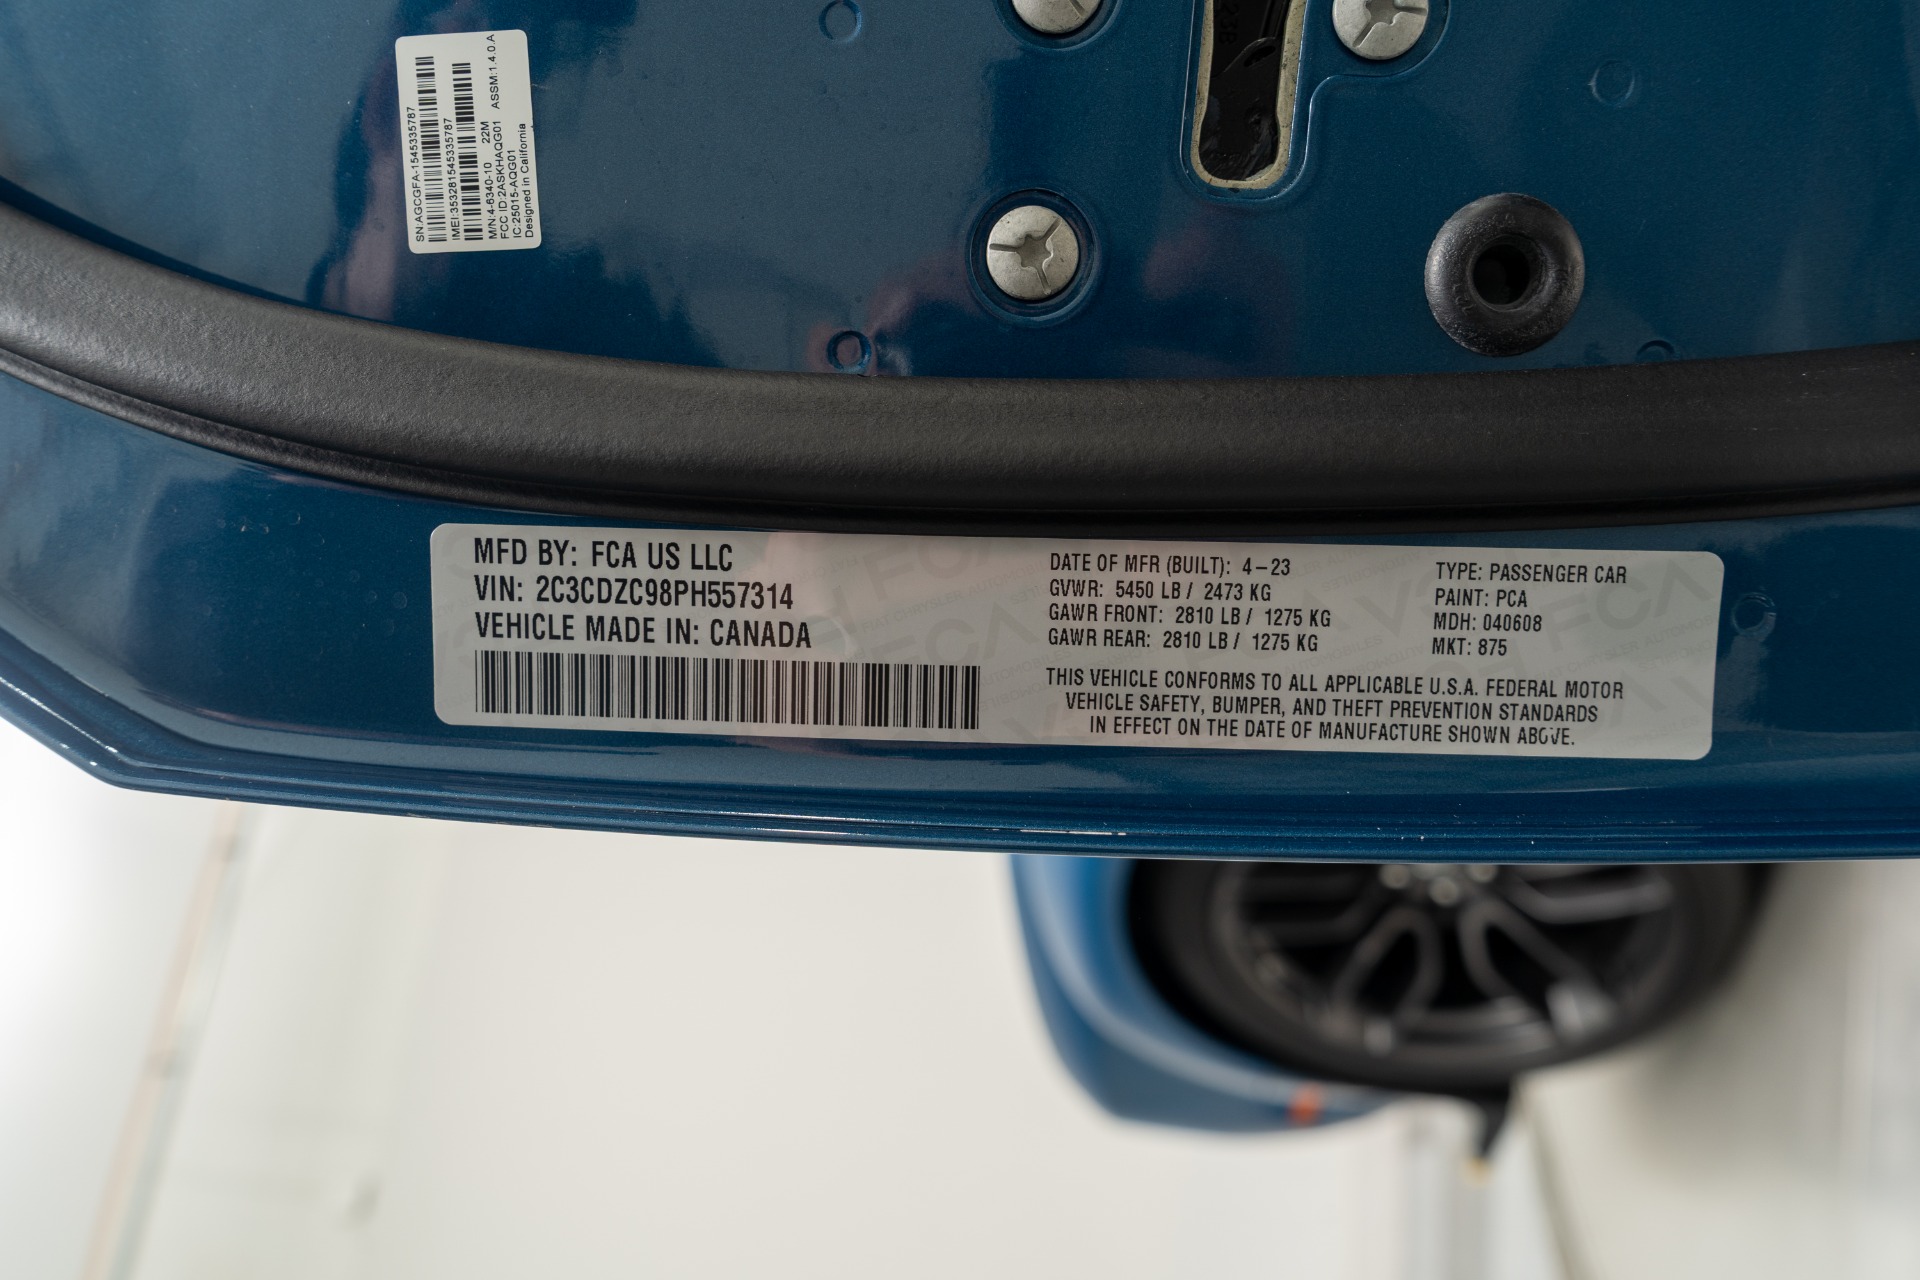 SN:AGCGFA-1545335787
IMEI:353281545335787
M/N:4-6340-10 22M ASSM:1.4.0.A
FCC ID:2ASKHAQG01
IC:25015-AQG01
Designed in California
MFD BY: FCA US LLC
VIN: 2C3CDZC98PH557314
VEHICLE MADE IN: CANADA
DATE OF MFR (BUILT): 4-23
GVWR: 5450 LB / 2473 KG
GAWR FRONT: 2810 LB / 1275 KG
GAWR REAR: 2810 LB / 1275 KG
TYPE: PASSENGER CAR
PAINT: PCA
MDH: 040608
MKT: 875
THIS VEHICLE CONFORMS TO ALL APPLICABLE U.S.A. FEDERAL MOTOR
VEHICLE SAFETY, BUMPER, AND THEFT PREVENTION STANDARDS
IN EFFECT ON THE DATE OF MANUFACTURE SHOWN ABOVE.